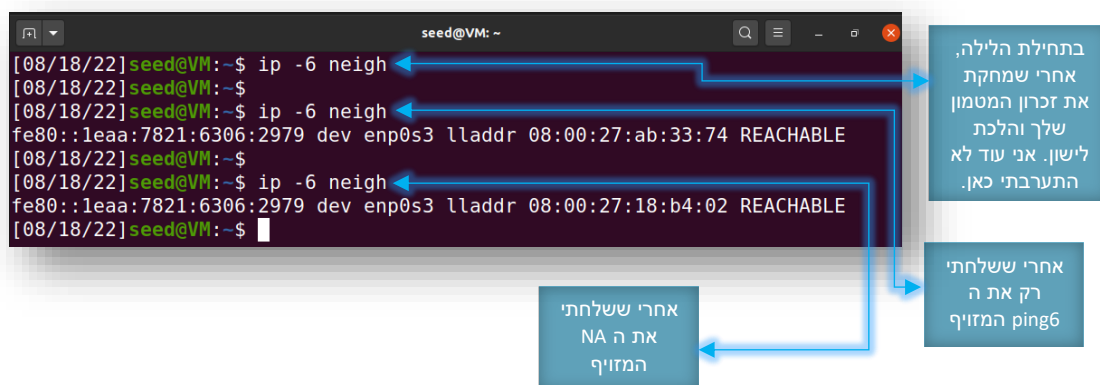 seed@VM: ~
[08/18/22]seed@VM:~$ ip -6 neigh
[08/18/22]seed@VM:~$
[08/18/22]seed@VM:~$ ip -6 neigh
fe80::1eaa:7821:6306:2979 dev enp0s3 lladdr 08:00:27:ab:33:74 REACHABLE
[08/18/22]seed@VM:~$
[08/18/22]seed@VM:~$ ip -6 neigh
fe80::1eaa:7821:6306:2979 dev enp0s3 lladdr 08:00:27:18:b4:02 REACHABLE
[08/18/22]seed@VM:~$
בתחילת הלילה,
אחרי שמחקת
את זכרון המטמון
שלך והלכת
לישון. אני עוד לא
התערבתי כאן.
אחרי ששלחתי
רק את ה
ping6 המזויף
אחרי ששלחתי
את ה NA
המזויף